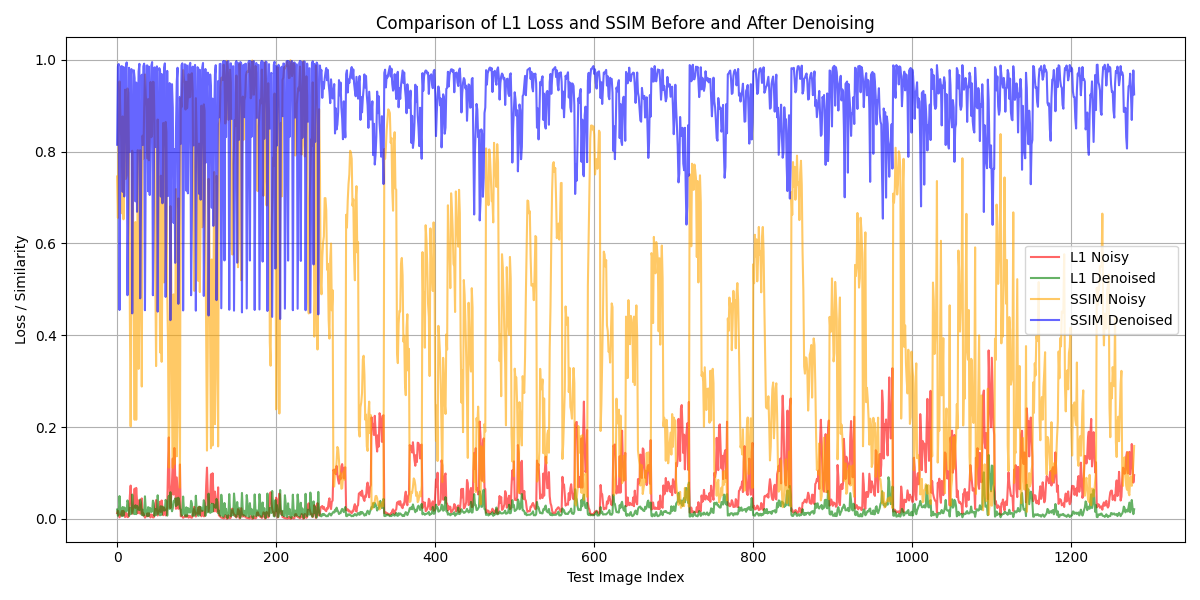 Comparison of L1 Loss and SSIM Before and After Denoising
1.0
0.8
0.6
0.4
0.2
0.0
Loss / Similarity
L1 Noisy
L1 Denoised
SSIM Noisy
SSIM Denoised
0 200 400 600 800 1000 1200
Test Image Index